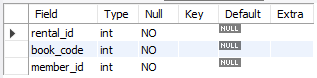 Field Type Null Key Default Extra
rental_id int NO NULL
book_code int NO NULL
member_id int NO NULL